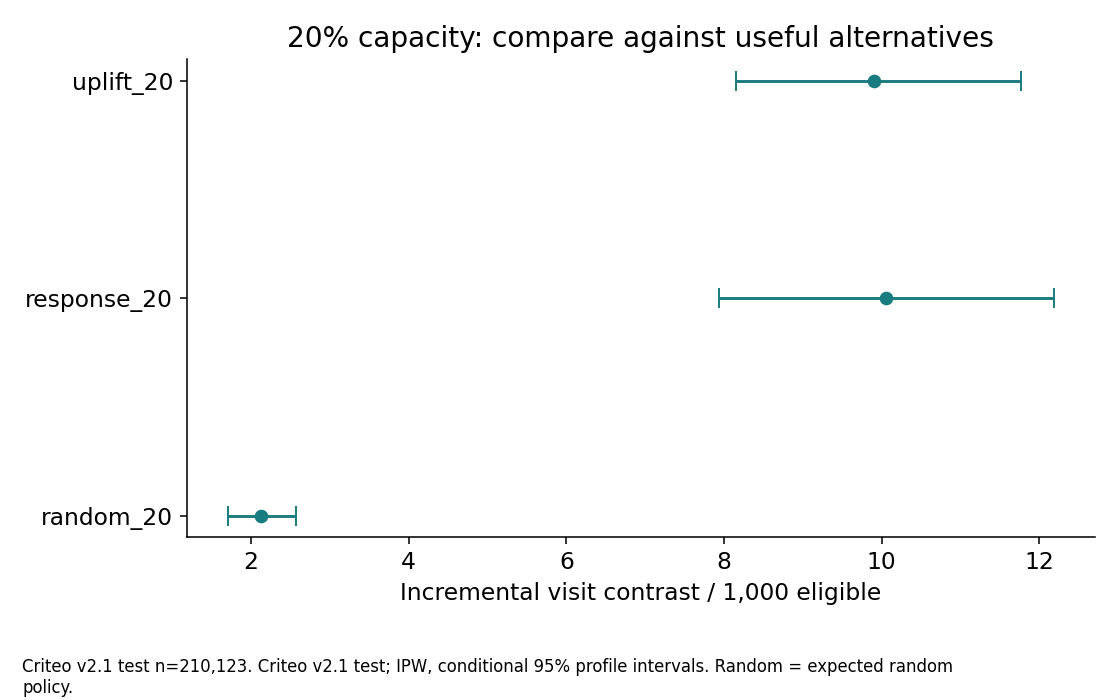 20% capacity: compare against useful alternatives
uplift_20
response_20
random_20
2 4 6 8 10 12
Incremental visit contrast / 1,000 eligible
Criteo v2.1 test n=210,123. Criteo v2.1 test; IPW, conditional 95% profile intervals. Random = expected random
policy.